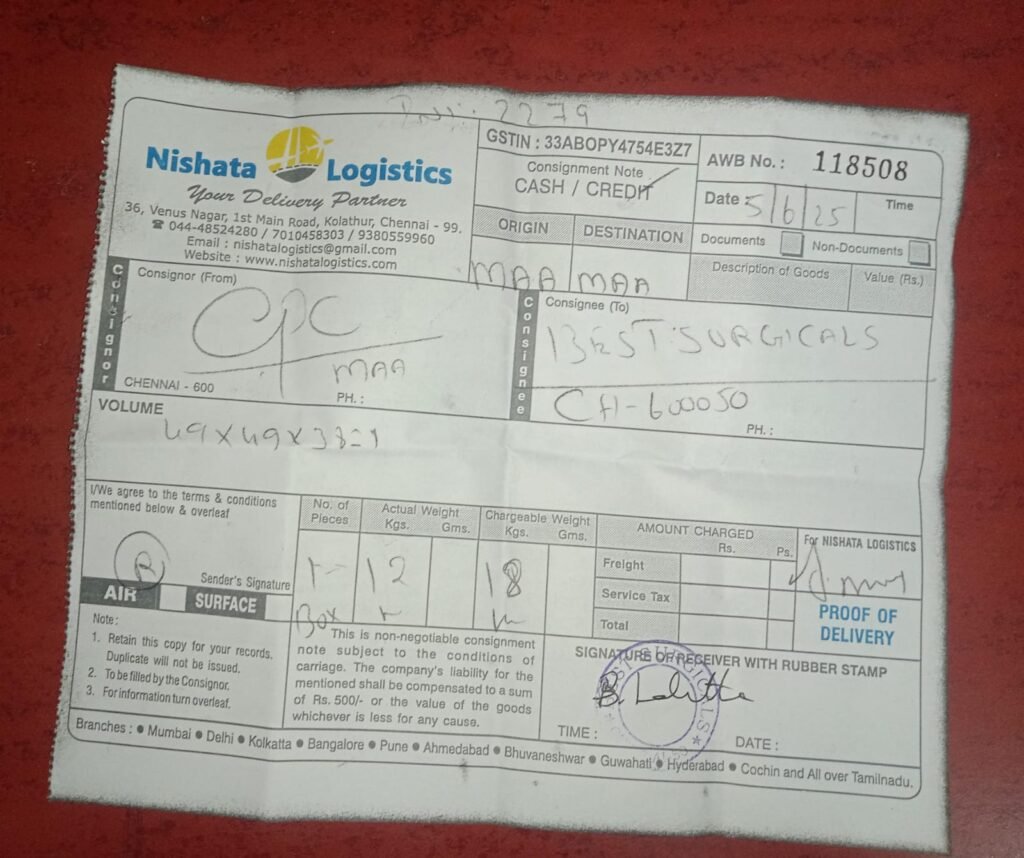 2279
Nishata Logistics
Your Delivery Partner
36, Venus Nagar, 1st Main Road, Kolathur, Chennai - 99.
☎ 044-48524280 / 7010458303 / 9380559960
Email : nishatalogistics@gmail.com
Website : www.nishatalogistics.com
GSTIN : 33ABOPY4754E3Z7
Consignment Note
CASH / CREDIT
AWB No. : 118508
Date : 5/6/25 Time
ORIGIN DESTINATION
MAA MAA
Documents Non-Documents
Description of Goods Value (Rs.)
Consignor
Consignor (From)
CPC
MAA
CHENNAI - 600 PH. :
Consignee
Consignee (To)
BEST SURGICALS
CH-600050
PH. :
VOLUME
49x49x38=1
I/We agree to the terms & conditions
mentioned below & overleaf
Sender's Signature
AIR SURFACE
No. of Pieces
Actual Weight
Kgs. Gms.
Chargeable Weight
Kgs. Gms.
1 12 18
Box
AMOUNT CHARGED
Rs. Ps.
Freight
Service Tax
Total
For NISHATA LOGISTICS
PROOF OF
DELIVERY
Note:
1. Retain this copy for your records.
Duplicate will not be issued.
2. To be filled by the Consignor.
3. For information turn overleaf.
This is non-negotiable consignment
note subject to the conditions of
carriage. The company's liability for the
mentioned shall be compensated to a sum
of Rs. 500/- or the value of the goods
whichever is less for any cause.
SIGNATURE OF RECEIVER WITH RUBBER STAMP
B. Lalitha
TIME : DATE :
Branches : ● Mumbai ● Delhi ● Kolkatta ● Bangalore ● Pune ● Ahmedabad ● Bhuvaneshwar ● Guwahati ● Hyderabad ● Cochin and All over Tamilnadu.